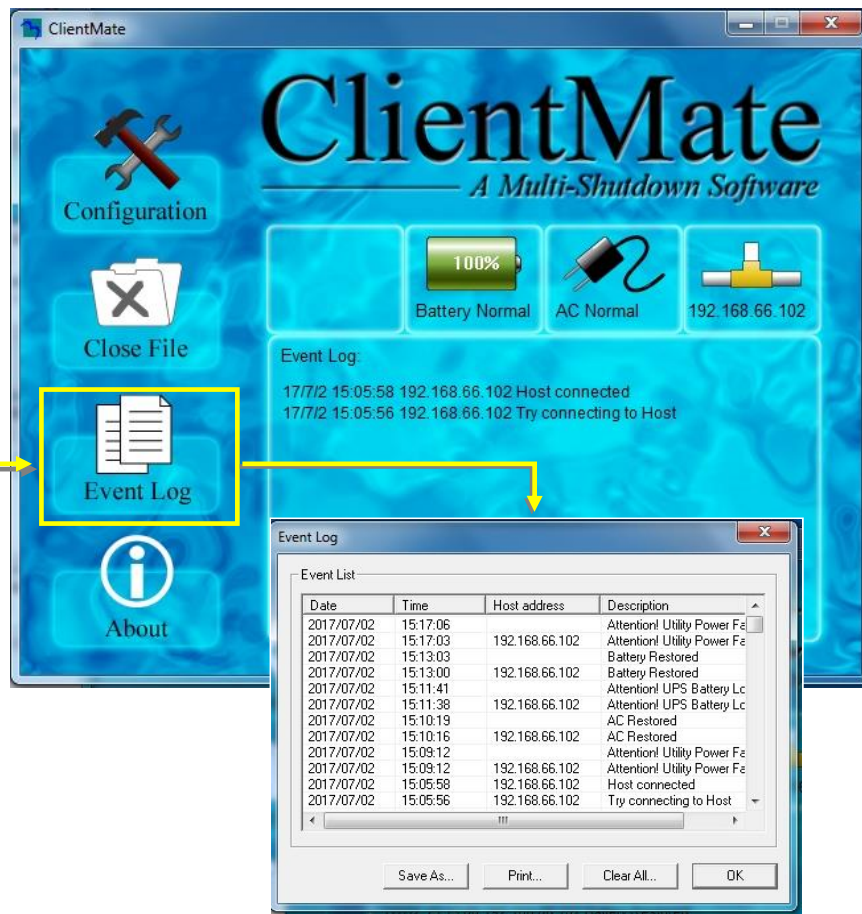 ClientMate
ClientMate
A Multi-Shutdown Software
Configuration
Close File
Event Log
About
100%
Battery Normal
AC Normal
192.168.66.102
Event Log:
17/7/2 15:05:58 192.168.66.102 Host connected
17/7/2 15:05:56 192.168.66.102 Try connecting to Host
Event Log
Event List
Date Time Host address Description
2017/07/02 15:17:06 Attention! Utility Power Fa
2017/07/02 15:17:03 192.168.66.102 Attention! Utility Power Fa
2017/07/02 15:13:03 Battery Restored
2017/07/02 15:13:00 192.168.66.102 Battery Restored
2017/07/02 15:11:41 Attention! UPS Battery Lo
2017/07/02 15:11:38 192.168.66.102 Attention! UPS Battery Lo
2017/07/02 15:10:19 AC Restored
2017/07/02 15:10:16 192.168.66.102 AC Restored
2017/07/02 15:09:12 Attention! Utility Power Fa
2017/07/02 15:09:12 192.168.66.102 Attention! Utility Power Fa
2017/07/02 15:05:58 192.168.66.102 Host connected
2017/07/02 15:05:56 192.168.66.102 Try connecting to Host
Save As... Print... Clear All... OK